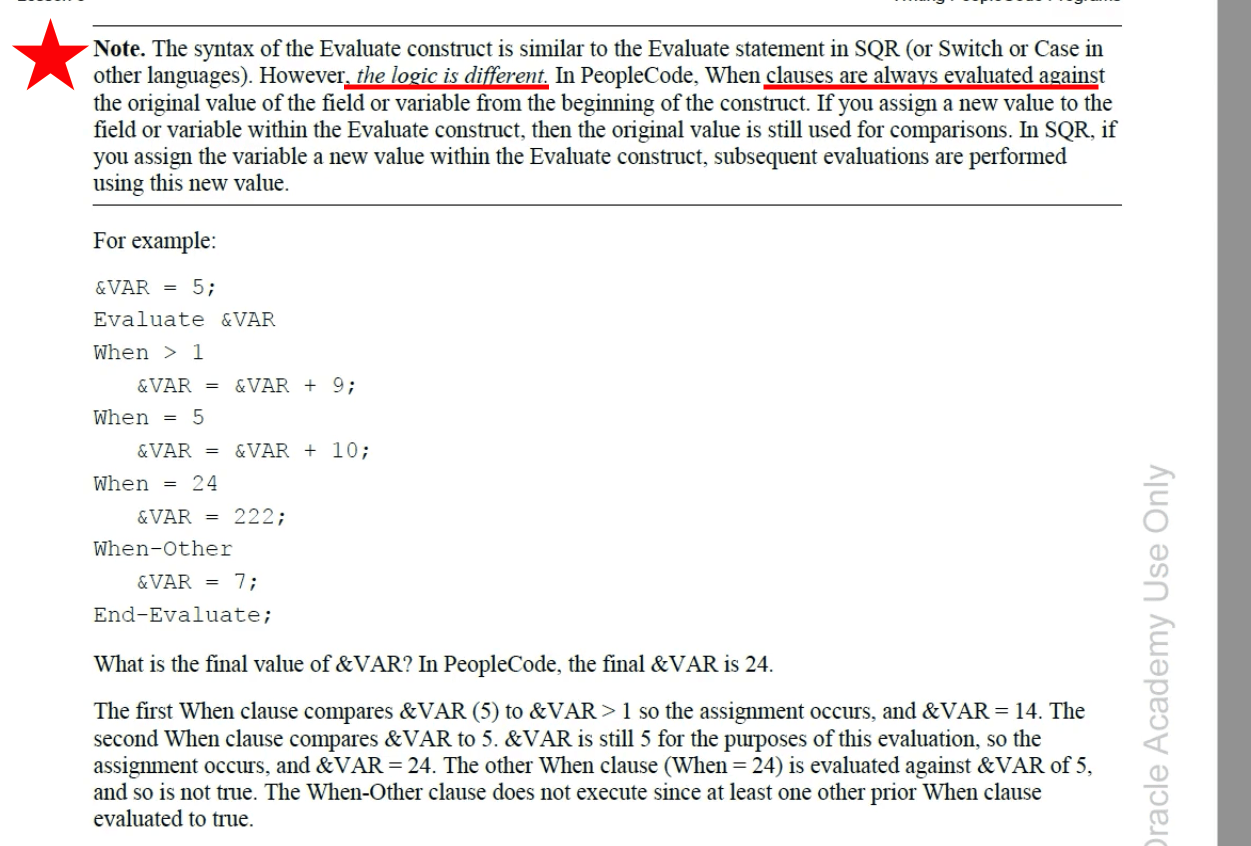 Note. The syntax of the Evaluate construct is similar to the Evaluate statement in SQR (or Switch or Case in
other languages). However, the logic is different. In PeopleCode, When clauses are always evaluated against
the original value of the field or variable from the beginning of the construct. If you assign a new value to the
field or variable within the Evaluate construct, then the original value is still used for comparisons. In SQR, if
you assign the variable a new value within the Evaluate construct, subsequent evaluations are performed
using this new value.
For example:
&VAR = 5;
Evaluate &VAR
When > 1
&VAR = &VAR + 9;
When = 5
&VAR = &VAR + 10;
When = 24
&VAR = 222;
When-Other
&VAR = 7;
End-Evaluate;
What is the final value of &VAR? In PeopleCode, the final &VAR is 24.
The first When clause compares &VAR (5) to &VAR > 1 so the assignment occurs, and &VAR = 14. The
second When clause compares &VAR to 5. &VAR is still 5 for the purposes of this evaluation, so the
assignment occurs, and &VAR = 24. The other When clause (When = 24) is evaluated against &VAR of 5,
and so is not true. The When-Other clause does not execute since at least one other prior When clause
evaluated to true.
Oracle Academy Use Only